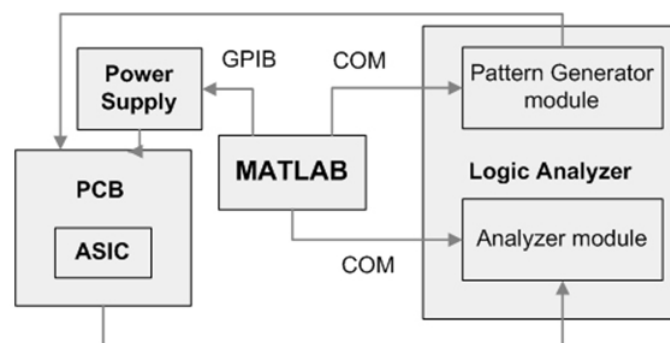 GPIB
COM
Power
Supply
Pattern Generator
module
MATLAB
Logic Analyzer
PCB
ASIC
Analyzer module
COM